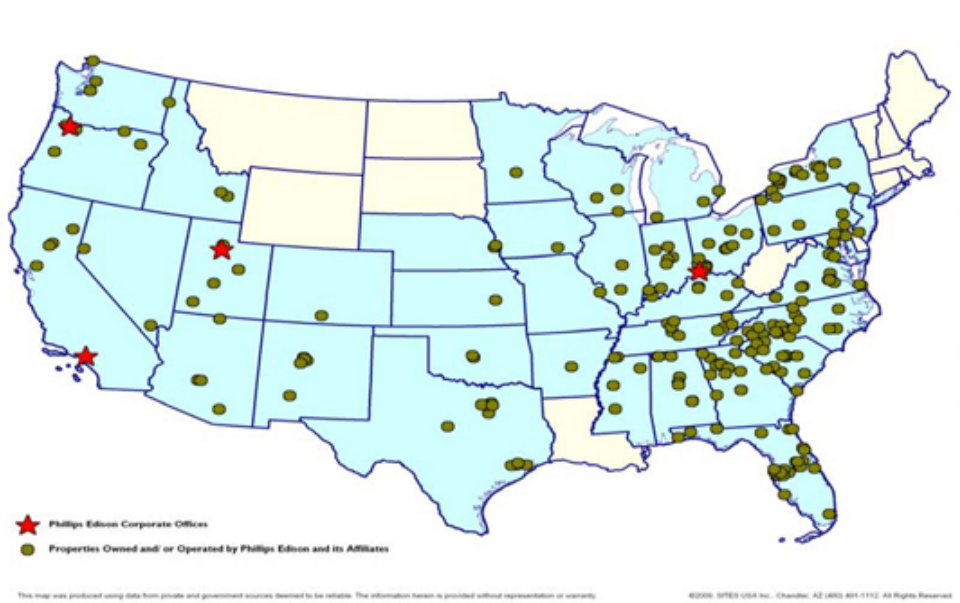 Phillips Edison Corporate Offices
Properties Owned and/ or Operated by Phillips Edison and its Affiliates
This map was produced using data from private and government sources deemed to be reliable. The information herein is provided without representation or warranty.
©2009. SITES USA Inc., Chandler, AZ (480) 491-1112. All Rights Reserved